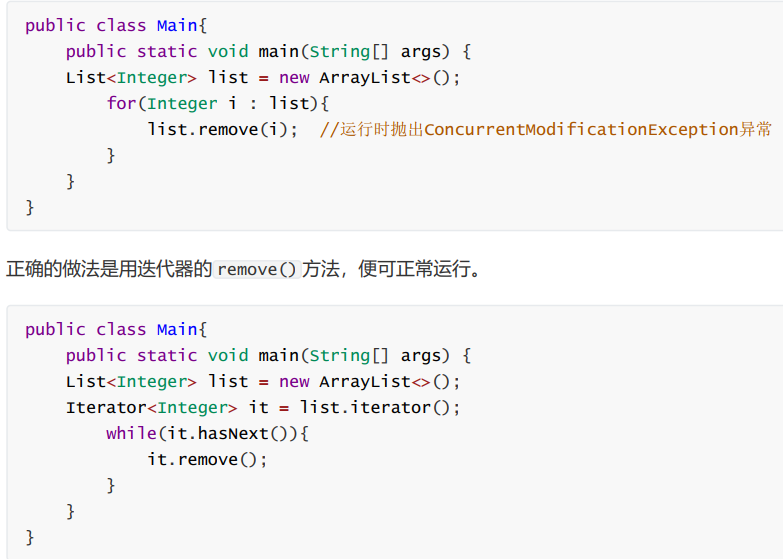 public class Main{
    public static void main(String[] args) {
    List<Integer> list = new ArrayList<>();
        for(Integer i : list){
            list.remove(i);  //运行时抛出ConcurrentModificationException异常
        }
    }
}
正确的做法是用迭代器的remove()方法，便可正常运行。
public class Main{
    public static void main(String[] args) {
    List<Integer> list = new ArrayList<>();
    Iterator<Integer> it = list.iterator();
        while(it.hasNext()){
            it.remove();
        }
    }
}